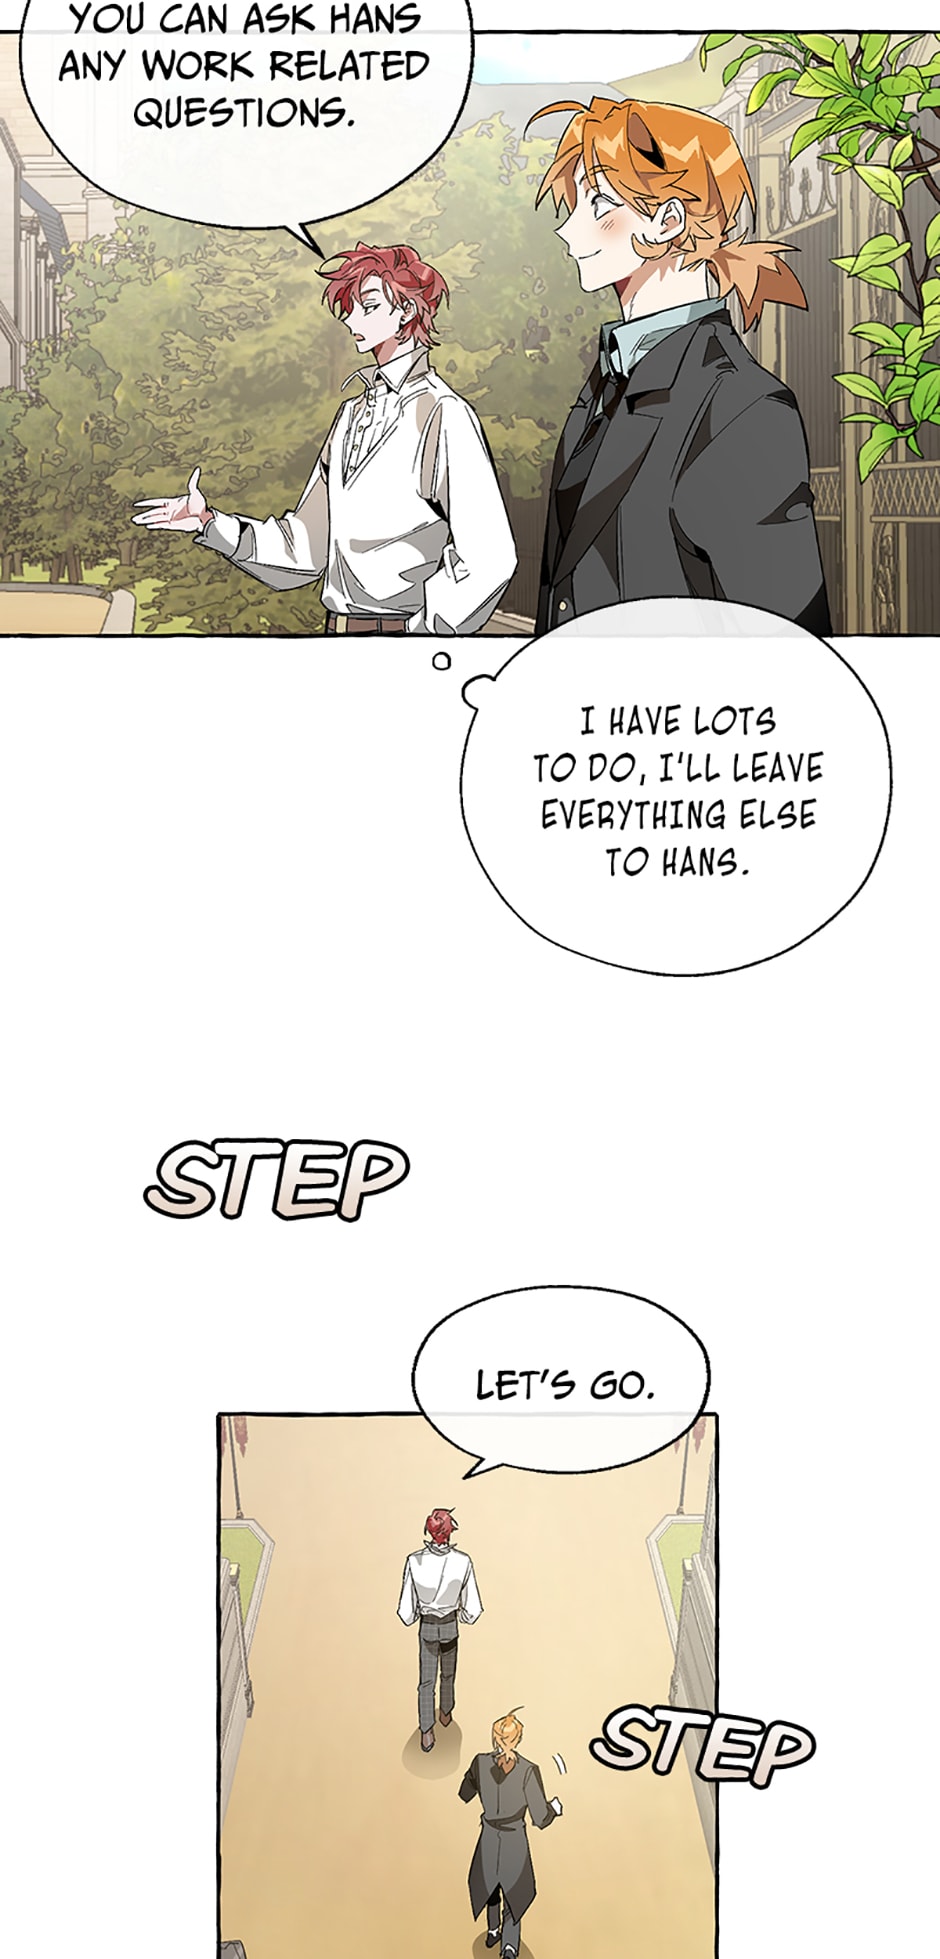 YOU CAN ASK HANS
ANY WORK RELATED
QUESTIONS.
I HAVE LOTS
TO DO, I'LL LEAVE
EVERYTHING ELSE
TO HANS.
STEP
LET'S GO.
STEP